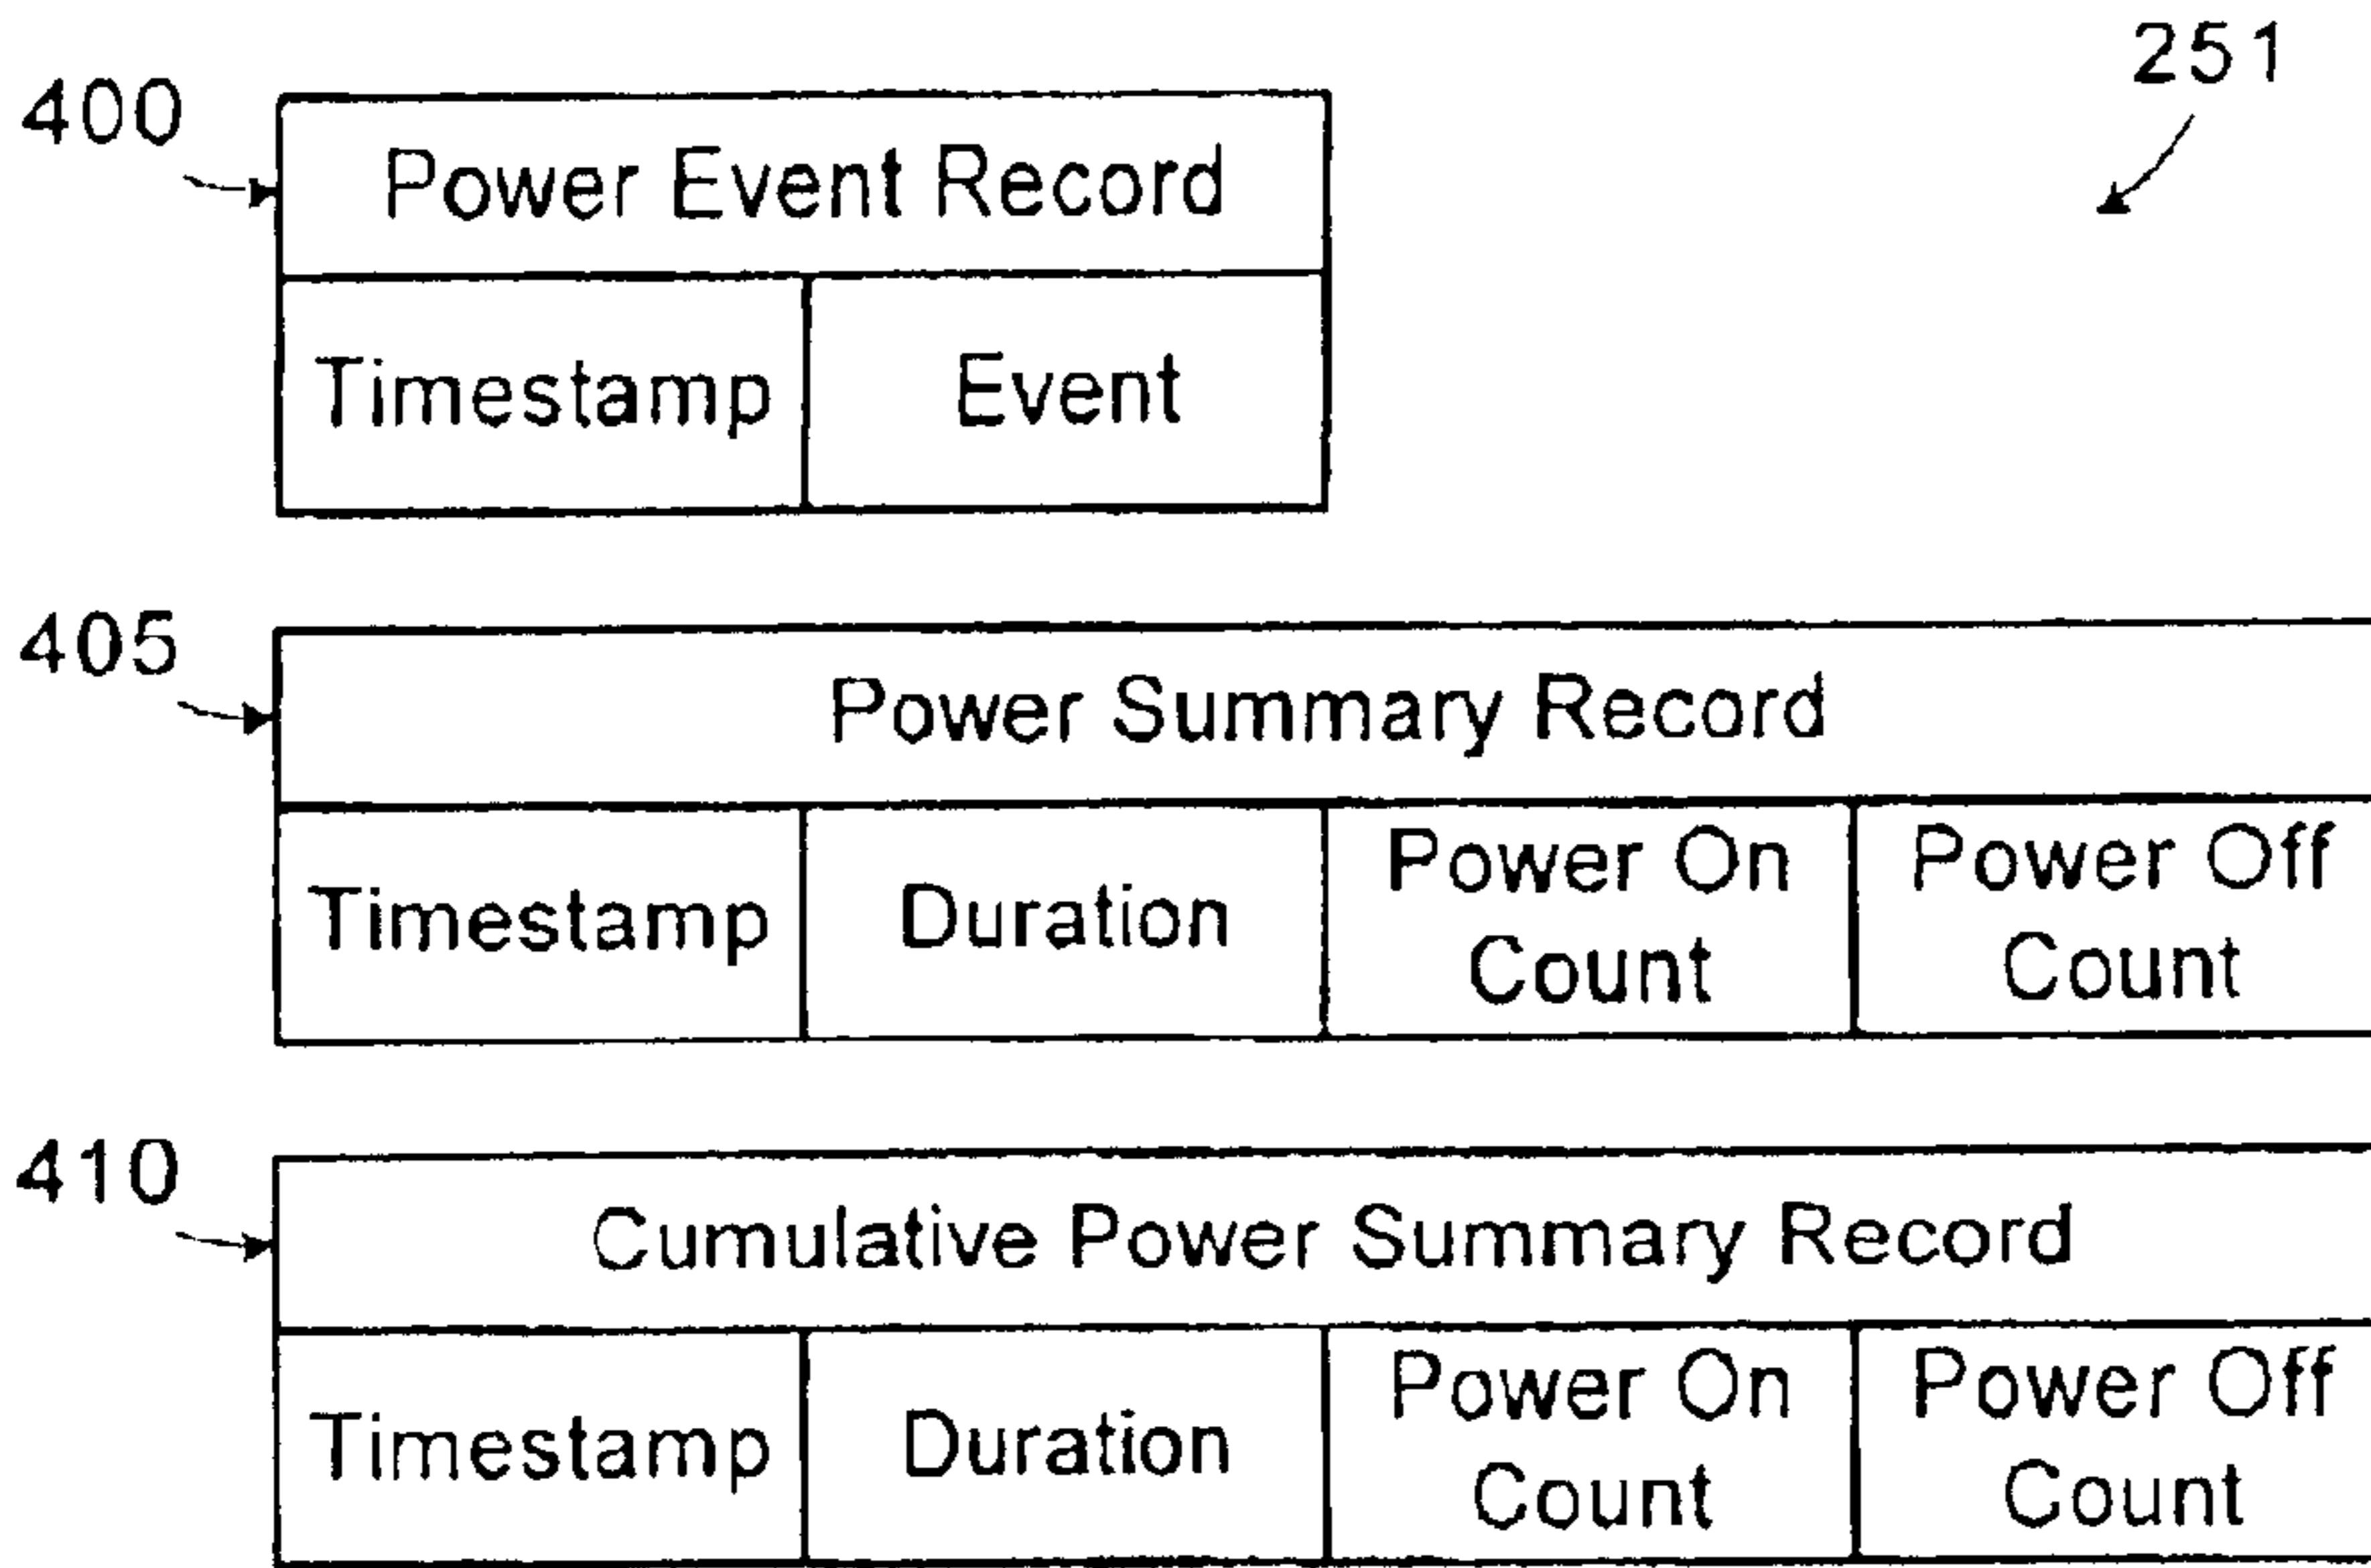 251
400
Power Event Record
Timestamp Event
405
Power Summary Record
Timestamp Duration Power On Count Power Off Count
410
Cumulative Power Summary Record
Timestamp Duration Power On Count Power Off Count